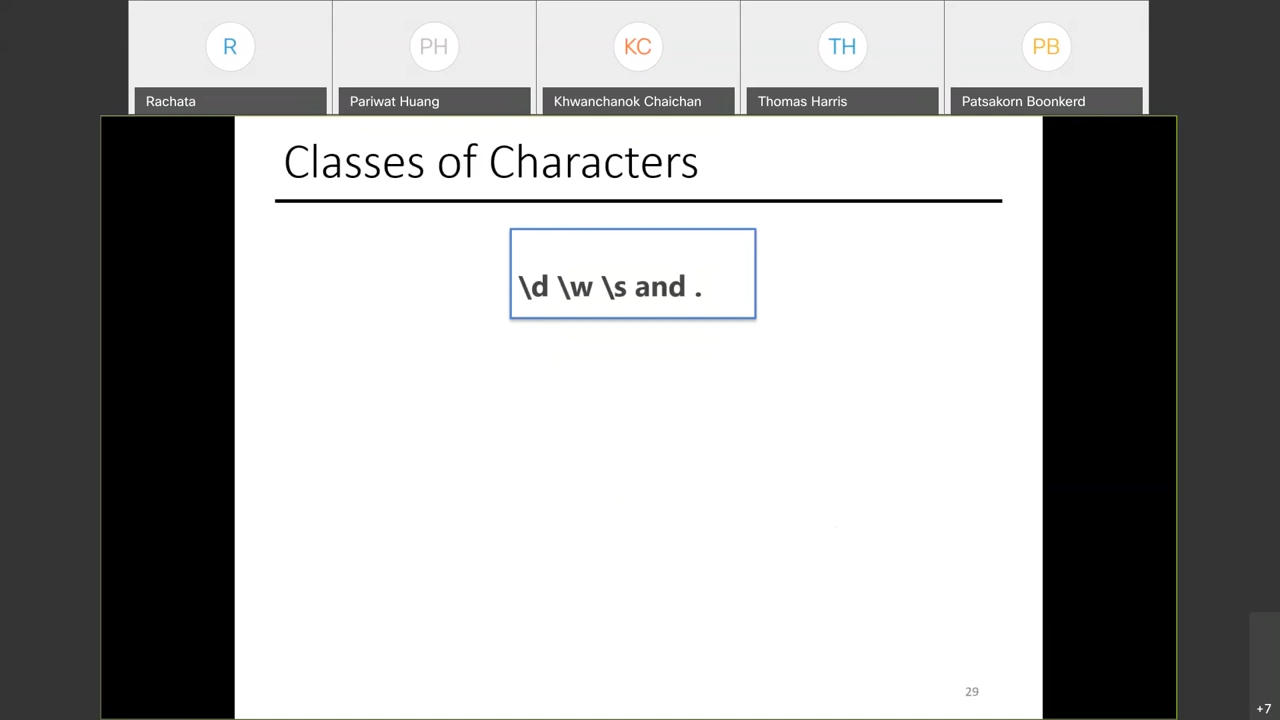 R
PH
KC
TH
PB
Rachata
Pariwat Huang
Khwanchanok Chaichan
Thomas Harris
Patsakorn Boonkerd
Classes of Characters
\d \w \s and .
29
+7